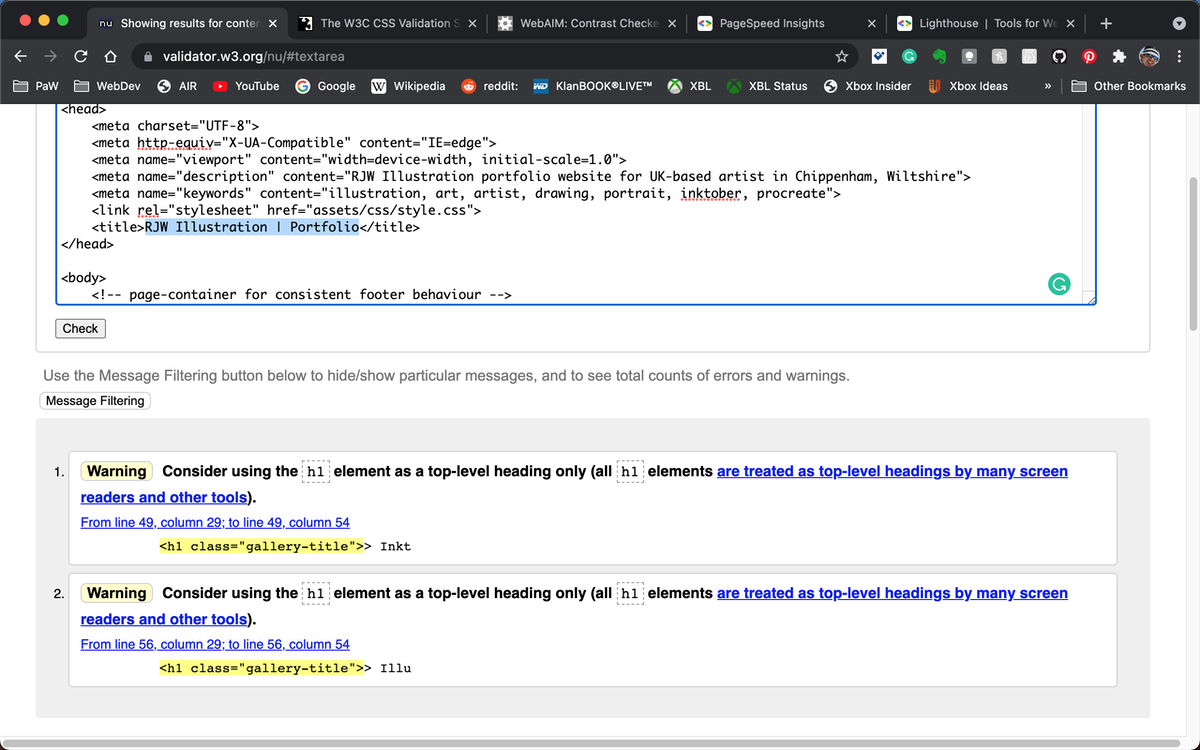 nu Showing results for conten
The W3C CSS Validation S
WebAIM: Contrast Checke
PageSpeed Insights
Lighthouse | Tools for We
validator.w3.org/nu/#textarea
PaW WebDev AIR YouTube Google Wikipedia reddit: KlanBOOK®LIVE™ XBL XBL Status Xbox Insider Xbox Ideas » Other Bookmarks
<head>
<meta charset="UTF-8">
<meta http-equiv="X-UA-Compatible" content="IE=edge">
<meta name="viewport" content="width=device-width, initial-scale=1.0">
<meta name="description" content="RJW Illustration portfolio website for UK-based artist in Chippenham, Wiltshire">
<meta name="keywords" content="illustration, art, artist, drawing, portrait, inktober, procreate">
<link rel="stylesheet" href="assets/css/style.css">
<title>RJW Illustration | Portfolio</title>
</head>
<body>
<!-- page-container for consistent footer behaviour -->
Check
Use the Message Filtering button below to hide/show particular messages, and to see total counts of errors and warnings.
Message Filtering
1. Warning Consider using the h1 element as a top-level heading only (all h1 elements are treated as top-level headings by many screen
readers and other tools).
From line 49, column 29; to line 49, column 54
<h1 class="gallery-title">> Inkt
2. Warning Consider using the h1 element as a top-level heading only (all h1 elements are treated as top-level headings by many screen
readers and other tools).
From line 56, column 29; to line 56, column 54
<h1 class="gallery-title">> Illu